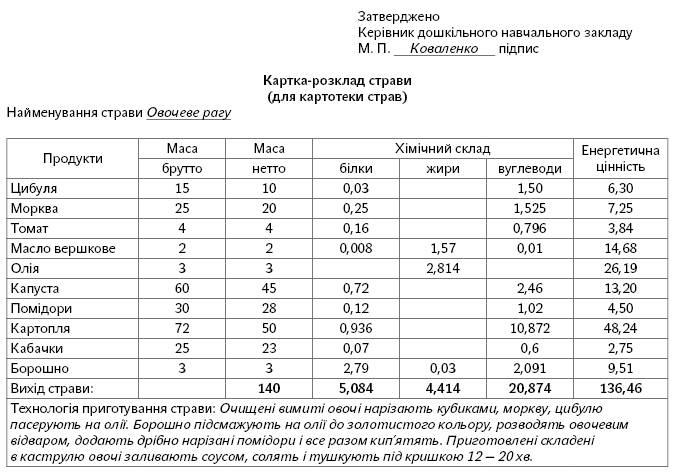 Затверджено
Керівник дошкільного навчального закладу
М. П. Коваленко підпис
Картка-розклад страви
(для картотеки страв)
Найменування страви Овочеве рагу
Продукти Маса брутто Маса нетто Хімічний склад Енергетична цінність
білки жири вуглеводи
Цибуля 15 10 0,03 1,50 6,30
Морква 25 20 0,25 1,525 7,25
Томат 4 4 0,16 0,796 3,84
Масло вершкове 2 2 0,008 1,57 0,01 14,68
Олія 3 3 2,814 26,19
Капуста 60 45 0,72 2,46 13,20
Помідори 30 28 0,12 1,02 4,50
Картопля 72 50 0,936 10,872 48,24
Кабачки 25 23 0,07 0,6 2,75
Борошно 3 3 2,79 0,03 2,091 9,51
Вихід страви: 140 5,084 4,414 20,874 136,46
Технологія приготування страви: Очищені вимиті овочі нарізають кубиками, моркву, цибулю
пасерують на олії. Борошно підсмажують на олії до золотистого кольору, розводять овочевим
відваром, додають дрібно нарізані помідори і все разом кип’ятять. Приготовлені складені
в каструлю овочі заливають соусом, солять і тушкують під кришкою 12 – 20 хв.